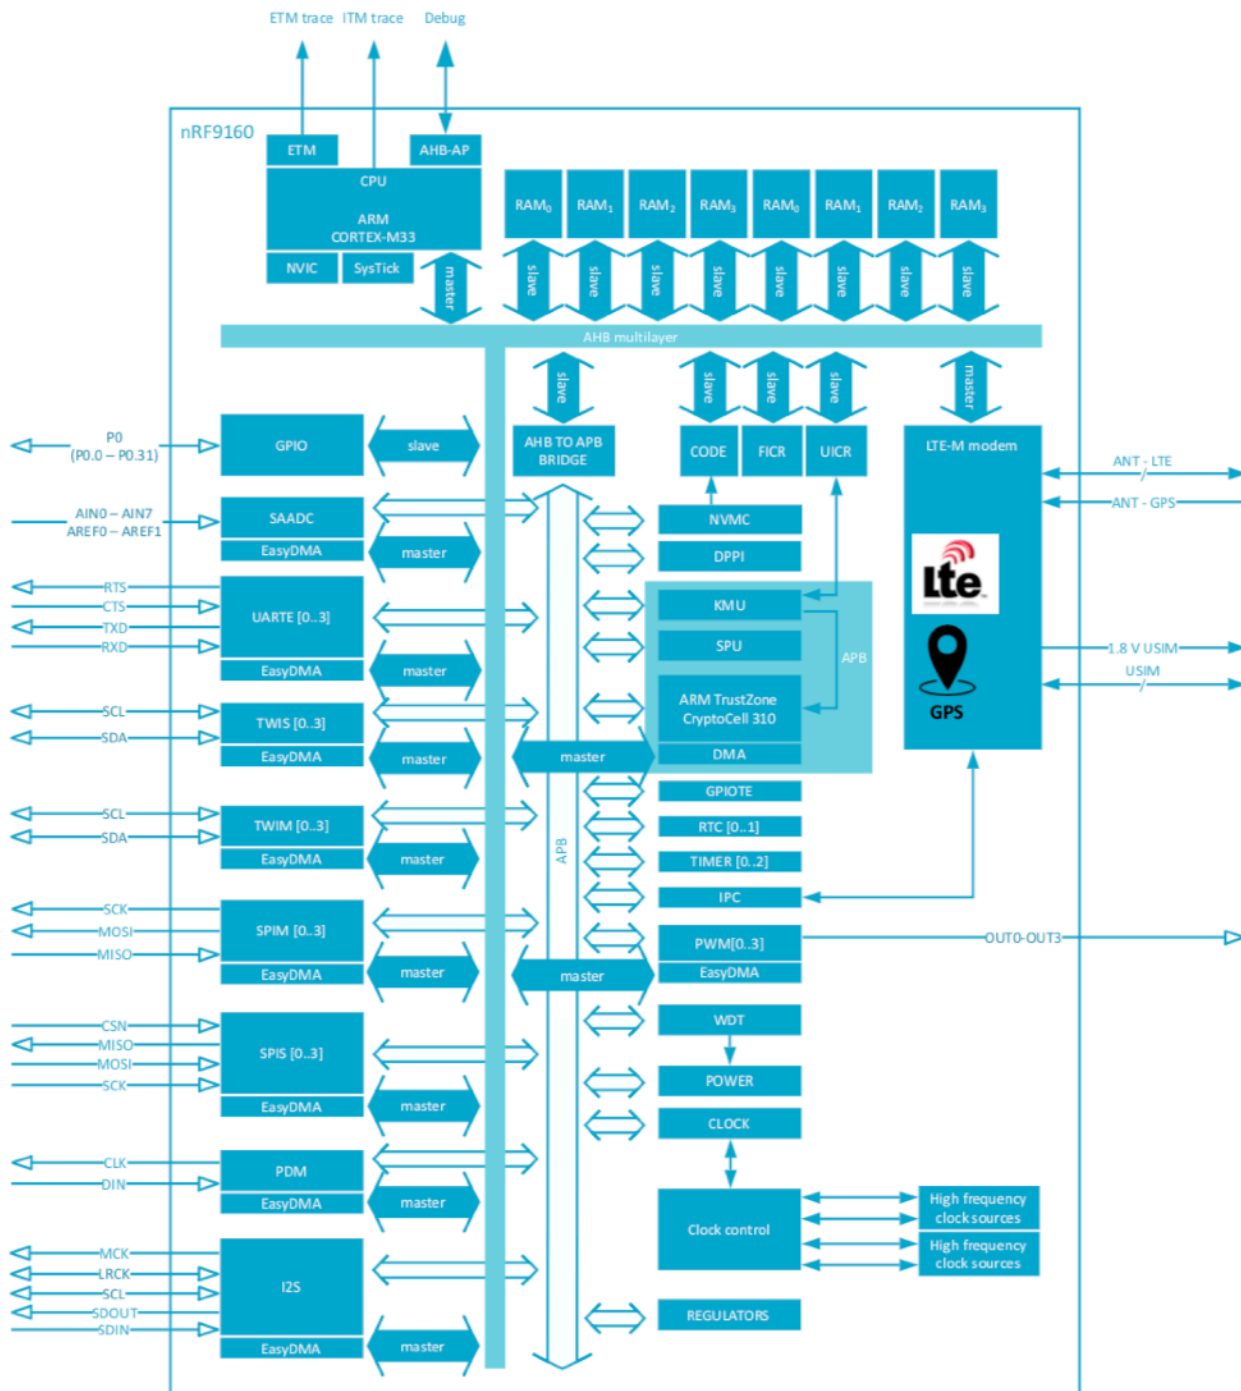 ETM trace ITM trace Debug
nRF9160
ETM AHB-AP
CPU
ARM
CORTEX-M33
NVIC SysTick
master
RAM0 RAM1 RAM2 RAM3 RAM0 RAM1 RAM2 RAM3
slave slave slave slave slave slave slave slave
AHB multilayer
slave slave slave slave master
P0
(P0.0 – P0.31)
GPIO
slave
AHB TO APB
BRIDGE
CODE FICR UICR
LTE-M modem
ANT - LTE
ANT - GPS
AIN0 – AIN7
AREF0 – AREF1
SAADC
EasyDMA
master
NVMC
DPPI
RTS
CTS
TXD
RXD
UARTE [0..3]
EasyDMA
master
KMU
SPU
APB
ARM TrustZone
CryptoCell 310
DMA
master
Lte
GPS
1.8 V USIM
USIM
SCL
SDA
TWIS [0..3]
EasyDMA
master
GPIOTE
RTC [0..1]
TIMER [0..2]
IPC
APB
SCL
SDA
TWIM [0..3]
EasyDMA
master
SCK
MOSI
MISO
SPIM [0..3]
EasyDMA
master
master
PWM[0..3]
EasyDMA
OUT0-OUT3
CSN
MISO
MOSI
SCK
SPIS [0..3]
EasyDMA
master
WDT
POWER
CLOCK
CLK
DIN
PDM
EasyDMA
master
Clock control
High frequency
clock sources
High frequency
clock sources
MCK
LRCK
SCL
SDOUT
SDIN
I2S
EasyDMA
master
REGULATORS